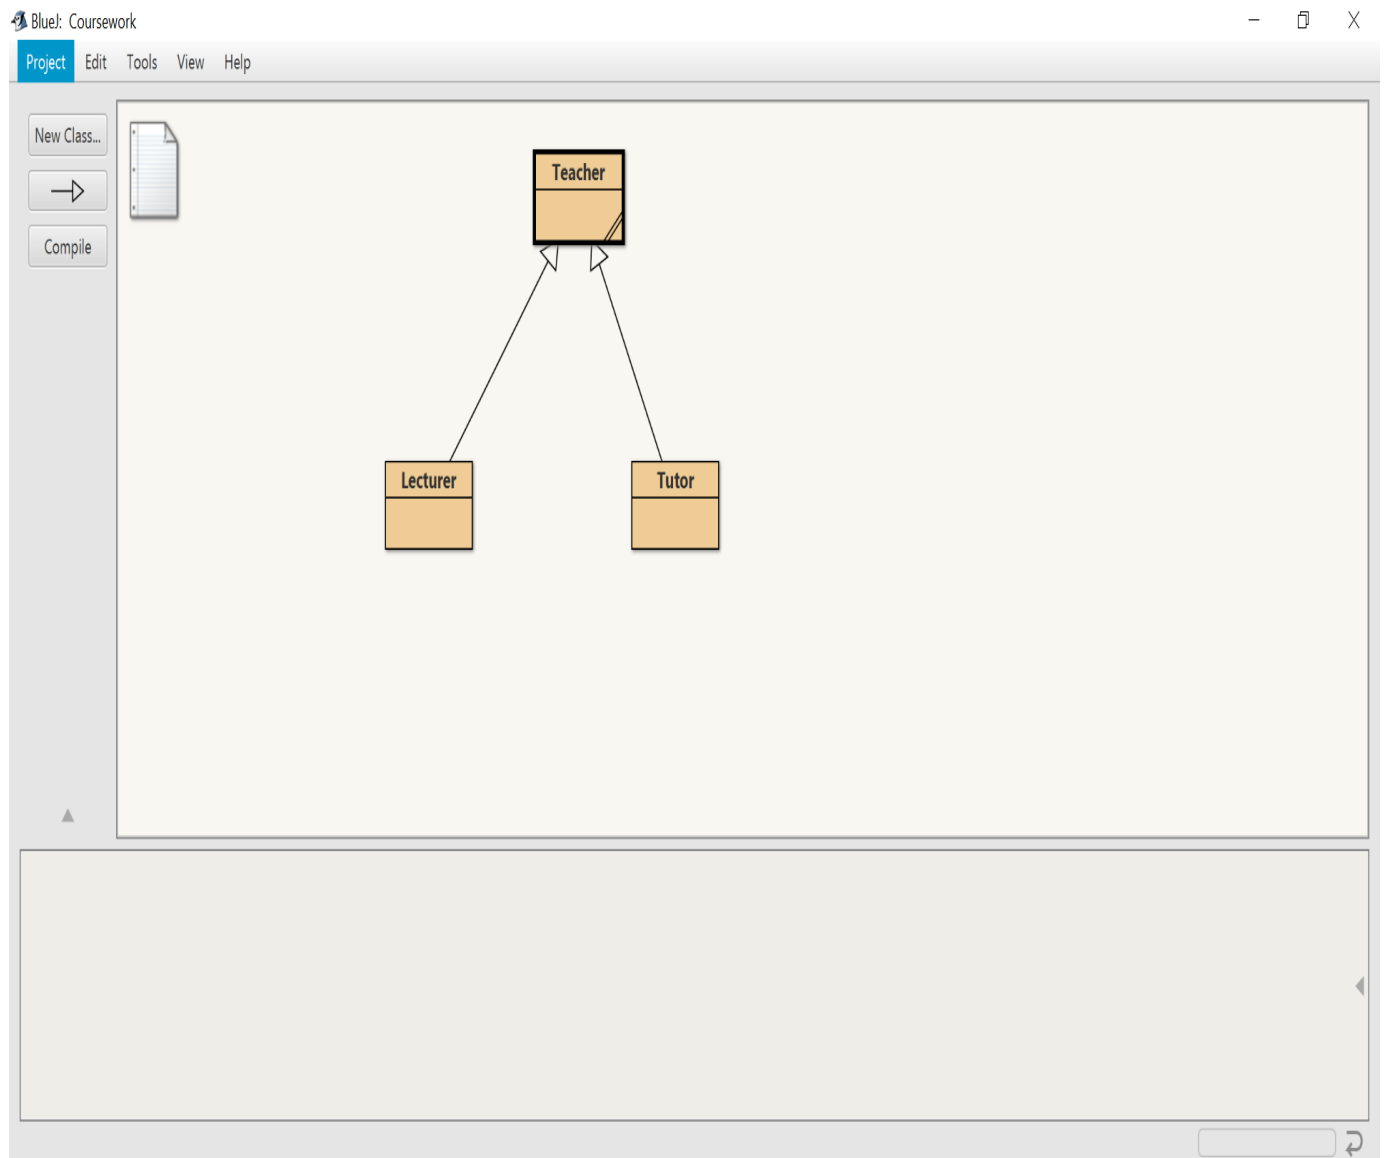 BlueJ: Coursework
Project Edit Tools View Help
New Class...
Compile
Teacher
Lecturer
Tutor